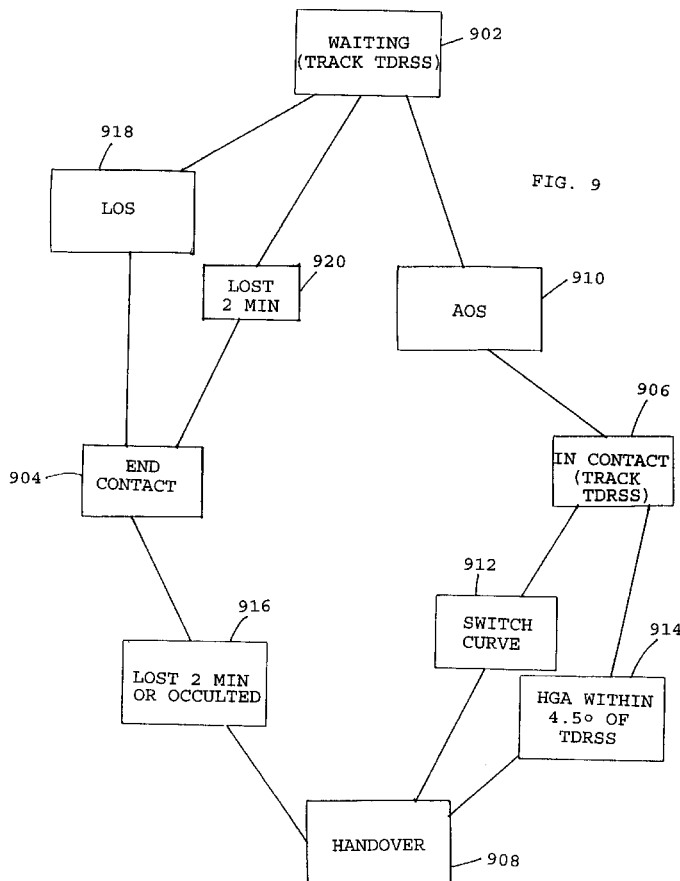 WAITING
(TRACK TDRSS)
902
918
LOS
FIG. 9
920
LOST
2 MIN
910
AOS
906
904
END
CONTACT
IN CONTACT
(TRACK
TDRSS)
912
SWITCH
CURVE
916
LOST 2 MIN
OR OCCULTED
914
HGA WITHIN
4.5° OF
TDRSS
HANDOVER
908